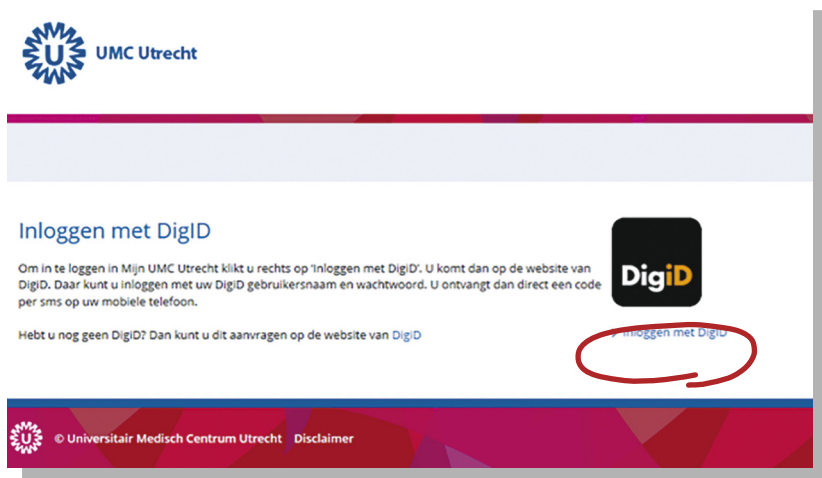 UMC Utrecht
Inloggen met DigID
Om in te loggen in Mijn UMC Utrecht klikt u rechts op 'Inloggen met DigiD'. U komt dan op de website van
DigiD. Daar kunt u inloggen met uw DigiD gebruikersnaam en wachtwoord. U ontvangt dan direct een code
per sms op uw mobiele telefoon.
Hebt u nog geen DigiD? Dan kunt u dit aanvragen op de website van DigiD
DigiD
Inloggen met DigiD
© Universitair Medisch Centrum Utrecht Disclaimer